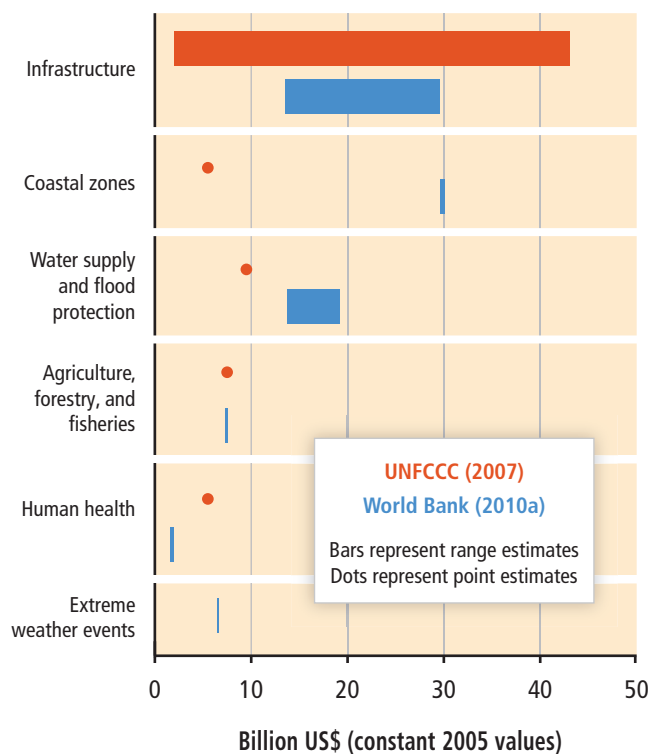 Infrastructure
Coastal zones
Water supply
and flood
protection
Agriculture,
forestry, and
fisheries
Human health
Extreme
weather events
UNFCCC (2007)
World Bank (2010a)
Bars represent range estimates
Dots represent point estimates
0 10 20 30 40 50
Billion US$ (constant 2005 values)